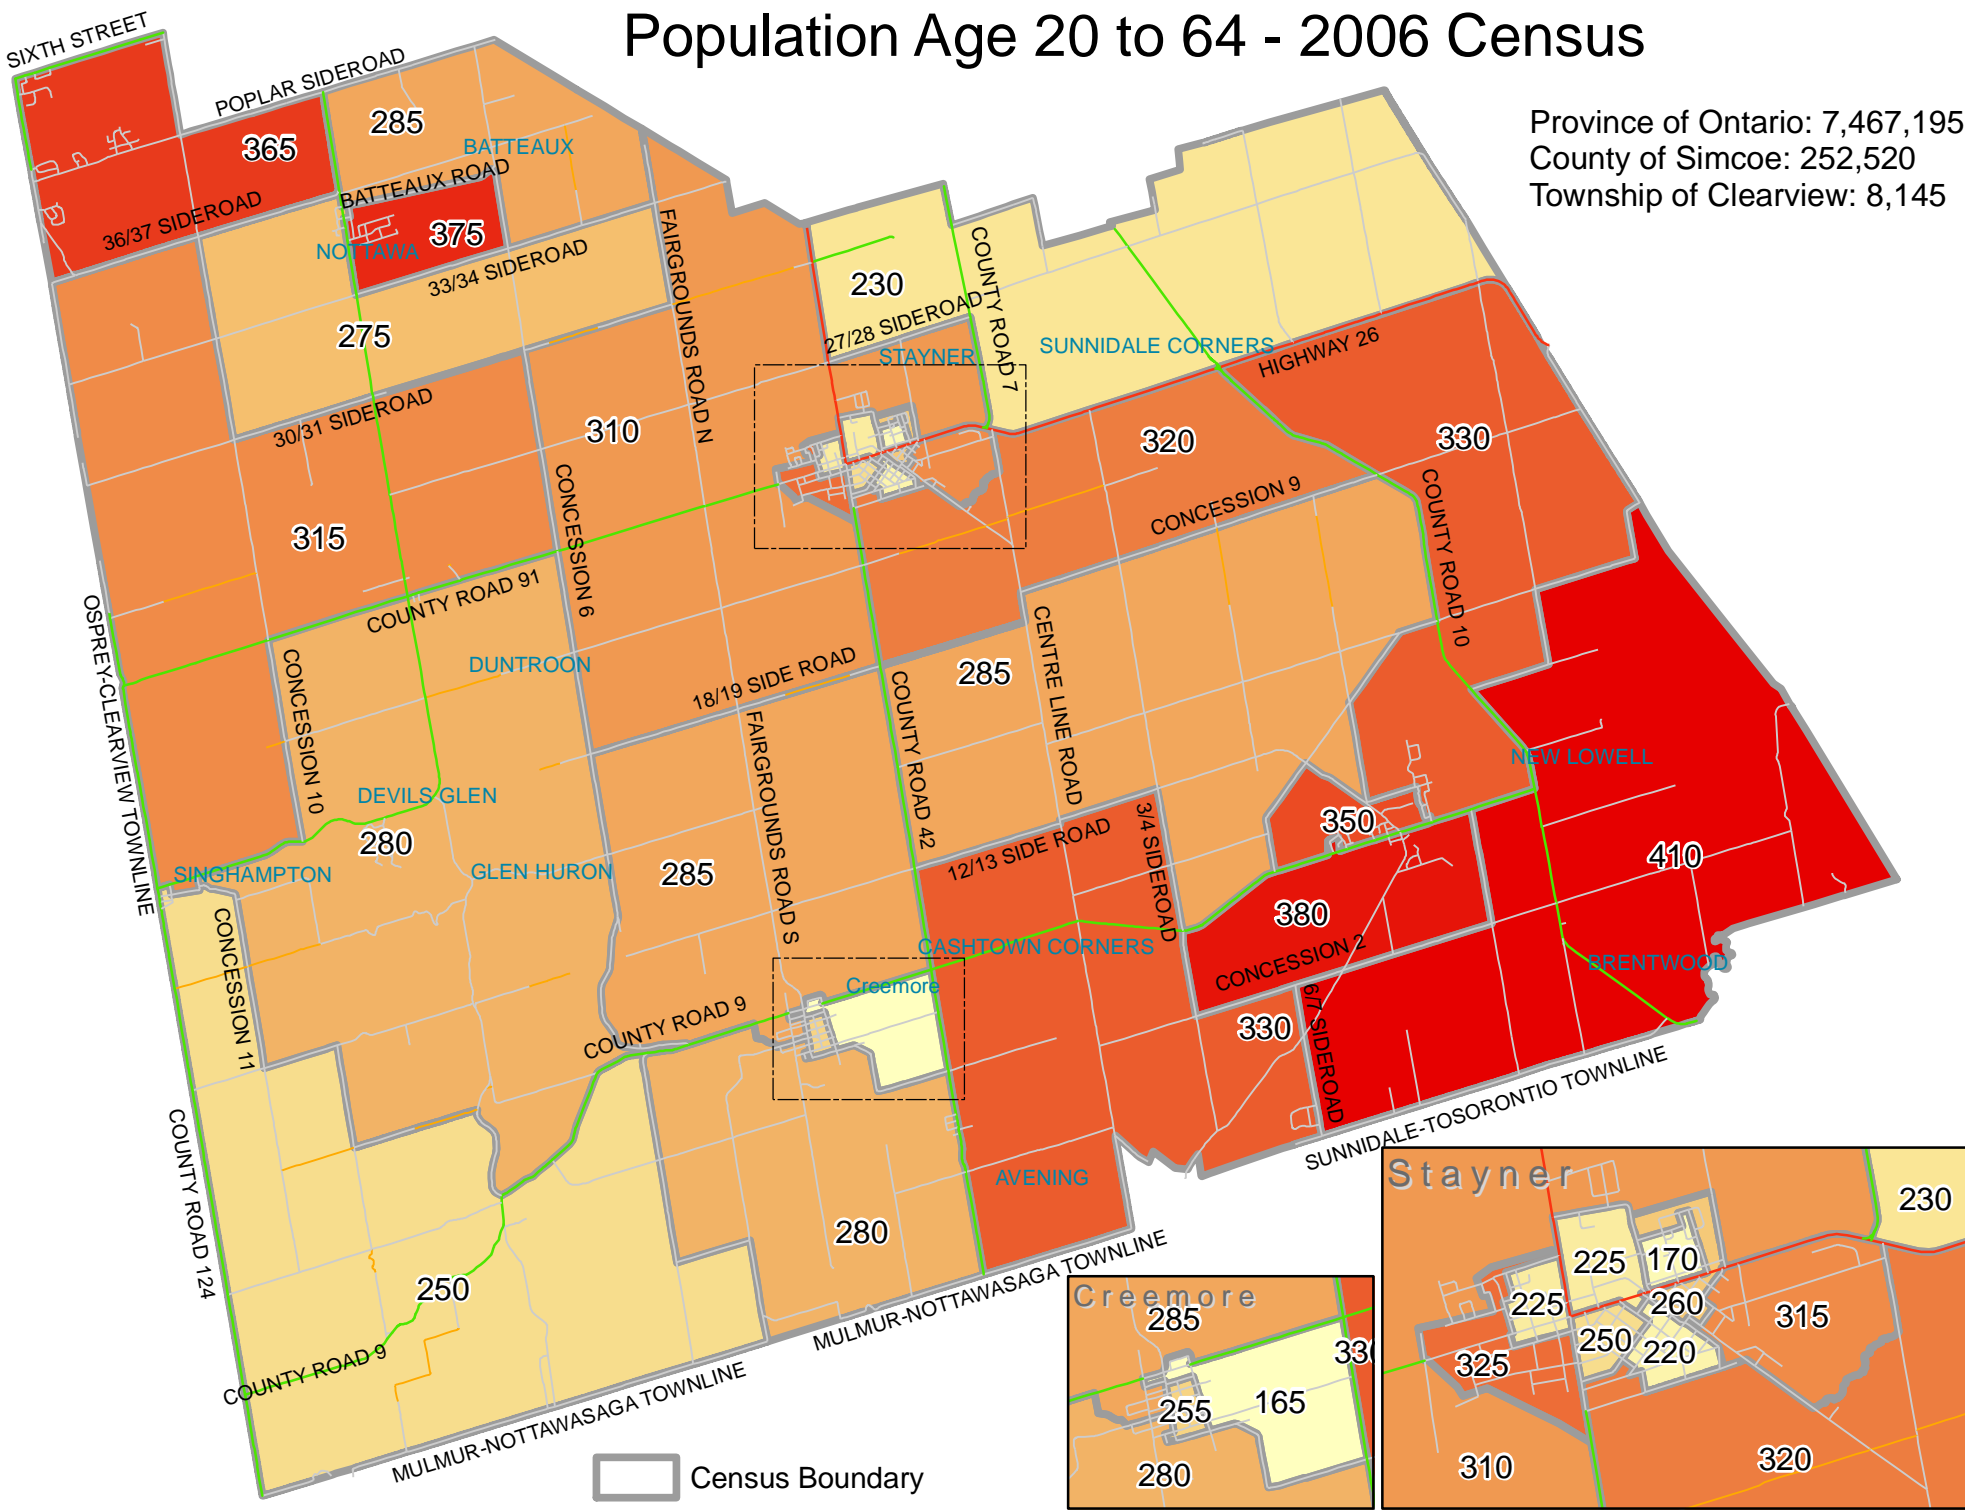 Population Age 20 to 64 - 2006 Census
Province of Ontario: 7,467,195
County of Simcoe: 252,520
Township of Clearview: 8,145
SIXTH STREET
POPLAR SIDEROAD
365
285
BATTEAUX
BATTEAUX ROAD
36/37 SIDEROAD
375
NOTTAWA
33/34 SIDEROAD
FAIRGROUNDS ROAD N
230
COUNTY ROAD 7
27/28 SIDEROAD
275
STAYNER
SUNNIDALE CORNERS
HIGHWAY 26
30/31 SIDEROAD
310
320
330
CONCESSION 6
CONCESSION 9
COUNTY ROAD 10
315
COUNTY ROAD 91
OSPREY-CLEARVIEW TOWNLINE
CONCESSION 10
DUNTROON
18/19 SIDE ROAD
285
CENTRE LINE ROAD
COUNTY ROAD 42
FAIRGROUNDS ROAD S
NEW LOWELL
DEVILS GLEN
280
350
3/4 SIDEROAD
12/13 SIDE ROAD
410
SINGHAMPTON
GLEN HURON
285
380
CONCESSION 11
CASHTOWN CORNERS
CONCESSION 2
BRENTWOOD
Creemore
COUNTY ROAD 9
330
6/7 SIDEROAD
SUNNIDALE-TOSORONTIO TOWNLINE
COUNTY ROAD 124
AVENING
280
250
MULMUR-NOTTAWASAGA TOWNLINE
COUNTY ROAD 9
MULMUR-NOTTAWASAGA TOWNLINE
Census Boundary
Creemore
285
330
255
165
280
Stayner
230
225
170
225
260
315
250
220
325
310
320